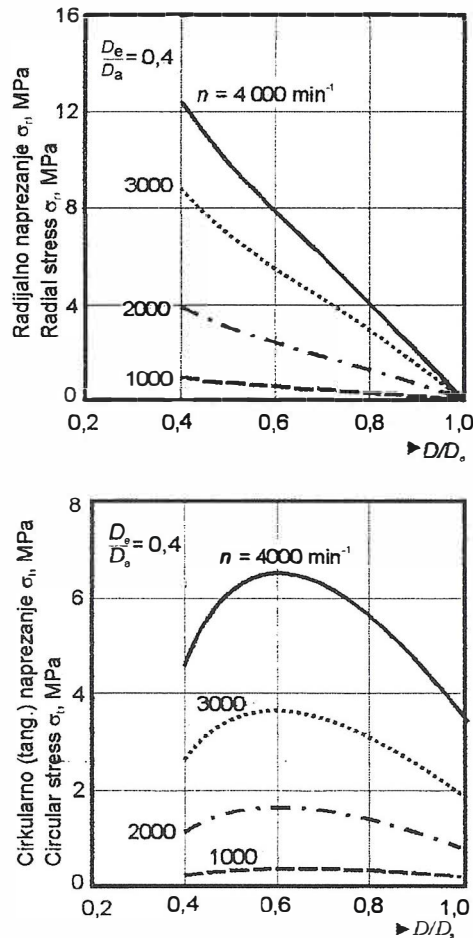 Radijalno naprezanje σr, MPa
Radial stress σr, MPa
16
12
8
4
0
De/Da = 0,4
n = 4 000 min⁻¹
3000
2000
1000
0,2
0,4
0,6
0,8
1,0
►D/Da
Cirkularno (tang.) naprezanje σt, MPa
Circular stress σt, MPa
8
6
4
2
0
De/Da = 0,4
n = 4000 min⁻¹
3000
2000
1000
0,2
0,4
0,6
0,8
1,0
►D/Da